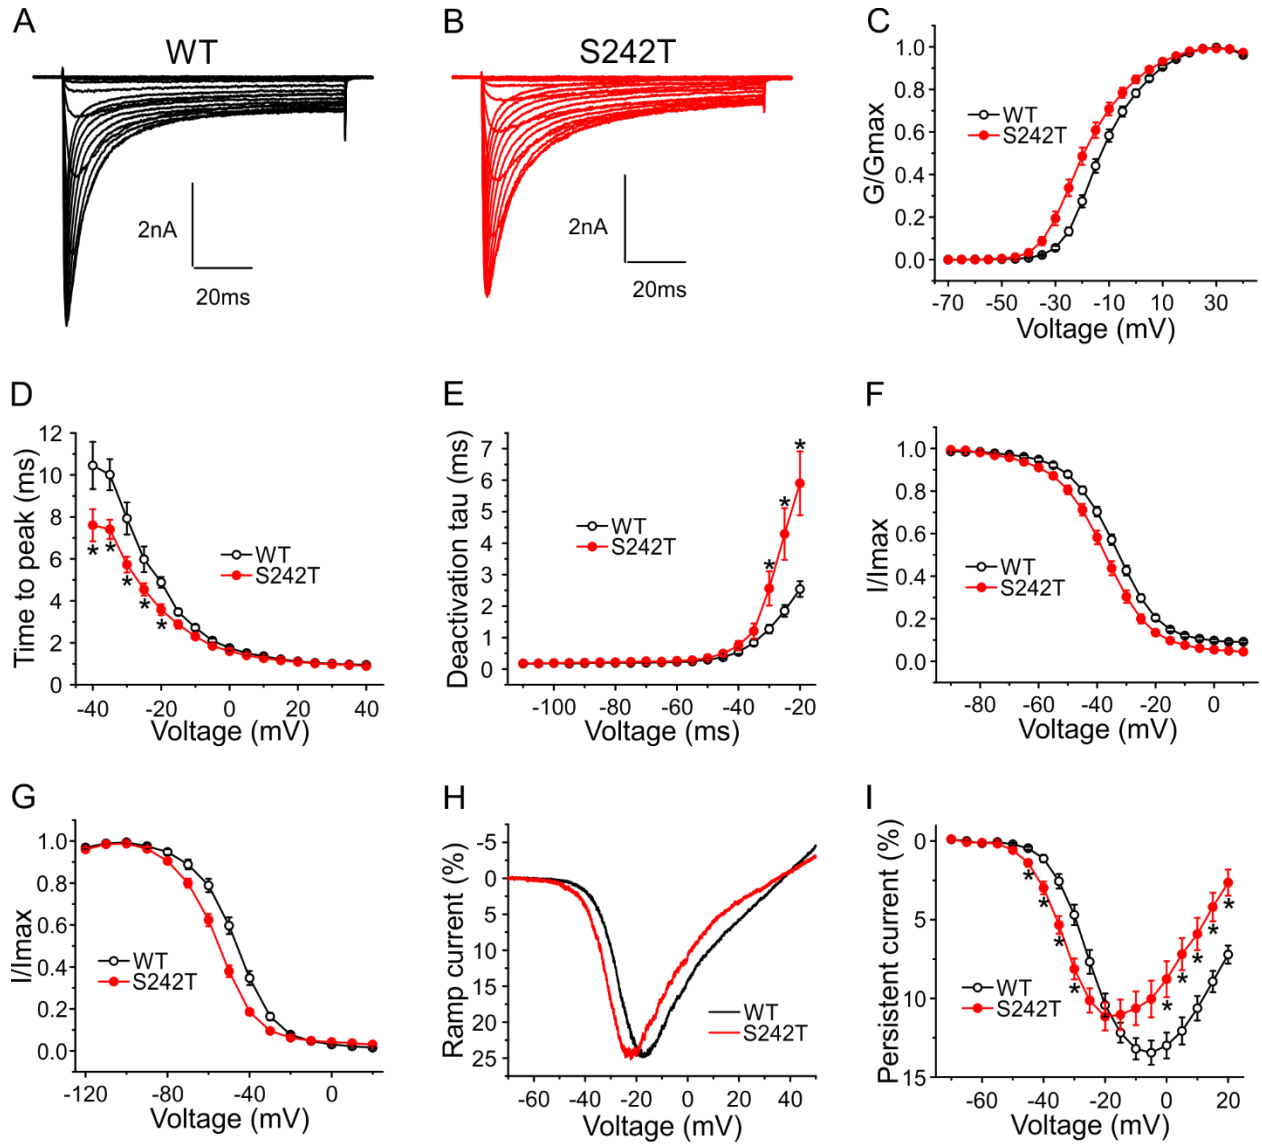 A
WT
2nA
20ms
B
S242T
2nA
20ms
C
1.0
0.8
0.6
0.4
0.2
0.0
G/Gmax
WT
S242T
-70 -50 -30 -10 10 30
Voltage (mV)
D
12
10
8
6
4
2
0
Time to peak (ms)
WT
S242T
* * * * *
-40 -20 0 20 40
Voltage (mV)
E
7
6
5
4
3
2
1
0
Deactivation tau (ms)
WT
S242T
* * *
-100 -80 -60 -40 -20
Voltage (ms)
F
1.0
0.8
0.6
0.4
0.2
0.0
I/Imax
WT
S242T
-80 -60 -40 -20 0
Voltage (mV)
G
1.0
0.8
0.6
0.4
0.2
0.0
I/Imax
WT
S242T
-120 -80 -40 0
Voltage (mV)
H
-5
0
5
10
15
20
25
Ramp current (%)
WT
S242T
-60 -40 -20 0 20 40
Voltage (mV)
I
0
5
10
15
Persistent current (%)
WT
S242T
* * * * * * * * *
-60 -40 -20 0 20
Voltage (mV)